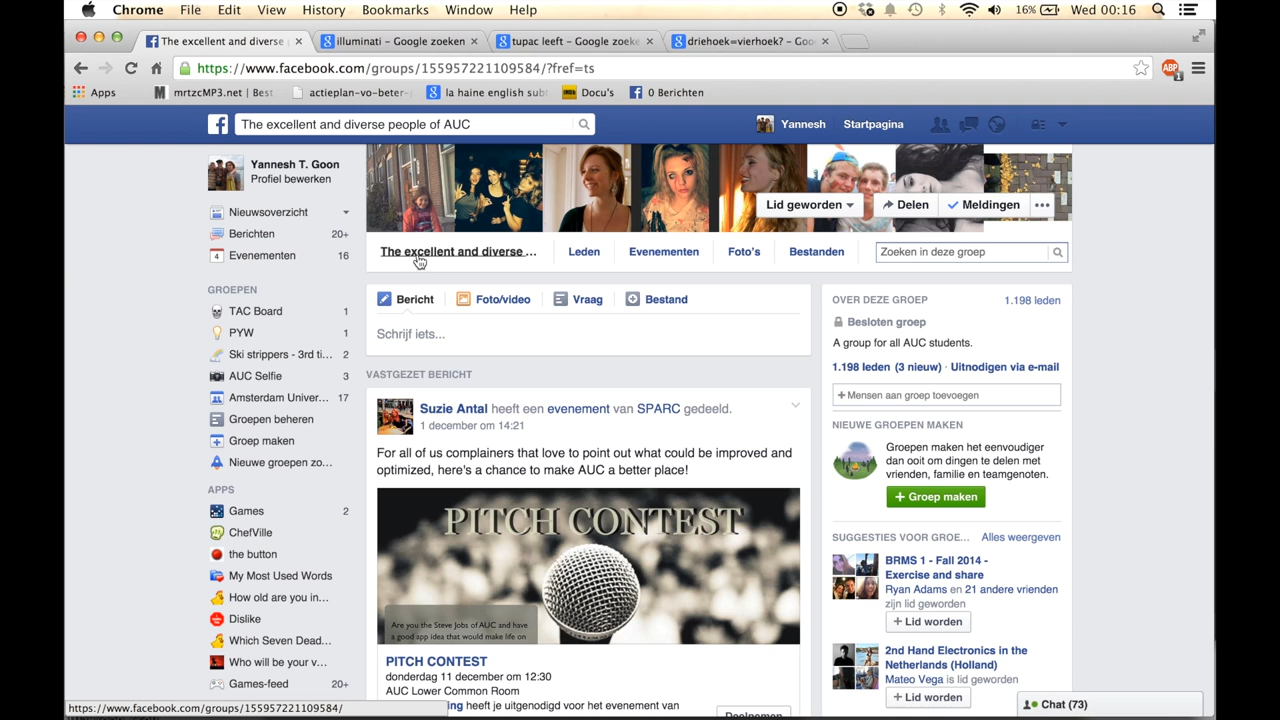 Chrome File Edit View History Bookmarks Window Help 16% Wed 00:16
The excellent and diverse illuminati – Google zoeken tupac leeft – Google zoeke driehoek=vierhoek? – Goo
https://www.facebook.com/groups/155957221109584/?fref=ts ABP 1
Apps mrtzcMP3.net | Best actieplan-vo-beter- la haine english sub IMDb Docu's 0 Berichten
The excellent and diverse people of AUC Yannesh Startpagina
Yannesh T. Goon
Profiel bewerken
Nieuwsoverzicht
Berichten 20+
4 Evenementen 16
GROEPEN
TAC Board 1
PYW 1
Ski strippers - 3rd ti... 2
AUC Selfie 3
Amsterdam Univer... 17
Groepen beheren
Groep maken
Nieuwe groepen zo...
APPS
Games 2
ChefVille
the button
My Most Used Words
How old are you in...
Dislike
Which Seven Dead...
Who will be your v...
Games-feed 20+
https://www.facebook.com/groups/155957221109584/
Lid geworden Delen Meldingen
The excellent and diverse ... Leden Evenementen Foto's Bestanden Zoeken in deze groep
Bericht Foto/video Vraag Bestand
Schrijf iets...
VASTGEZET BERICHT
Suzie Antal heeft een evenement van SPARC gedeeld.
1 december om 14:21
For all of us complainers that love to point out what could be improved and
optimized, here's a chance to make AUC a better place!
PITCH CONTEST
Are you the Steve Jobs of AUC and have
a good app idea that would make life on
PITCH CONTEST
donderdag 11 december om 12:30
AUC Lower Common Room
ing heeft je uitgenodigd voor het evenement van
Deelnemen
OVER DEZE GROEP 1.198 leden
Besloten groep
A group for all AUC students.
1.198 leden (3 nieuw) · Uitnodigen via e-mail
+ Mensen aan groep toevoegen
NIEUWE GROEPEN MAKEN
Groepen maken het eenvoudiger
dan ooit om dingen te delen met
vrienden, familie en teamgenoten.
+ Groep maken
SUGGESTIES VOOR GROE... Alles weergeven
BRMS 1 - Fall 2014 -
Exercise and share
Ryan Adams en 21 andere vrienden
zijn lid geworden
+ Lid worden
2nd Hand Electronics in the
Netherlands (Holland)
Mateo Vega is lid geworden
+ Lid worden
Chat (73)